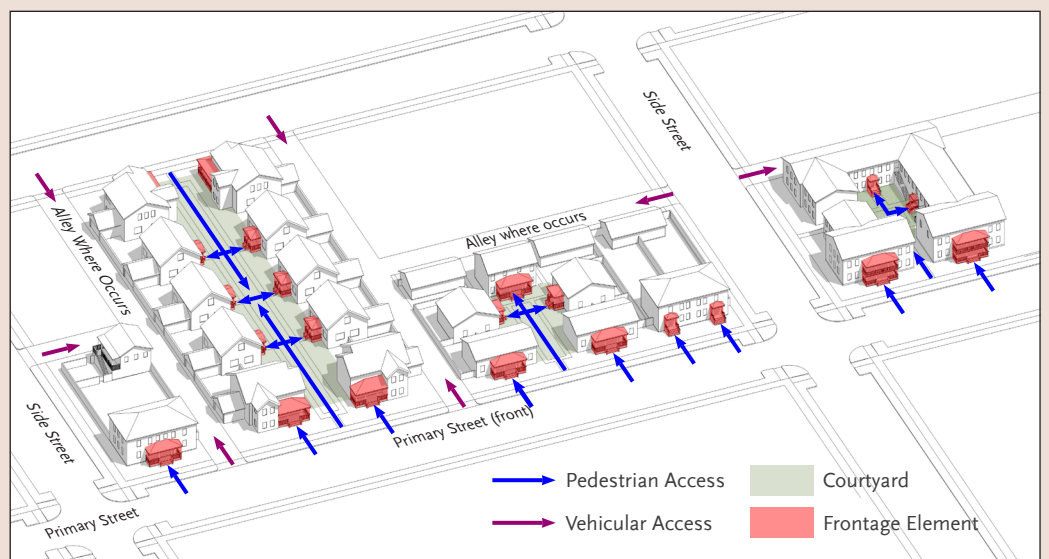 Side Street
Alley Where Occurs
Alley where occurs
Side Street
Primary Street (front)
Primary Street
Pedestrian Access
Courtyard
Vehicular Access
Frontage Element